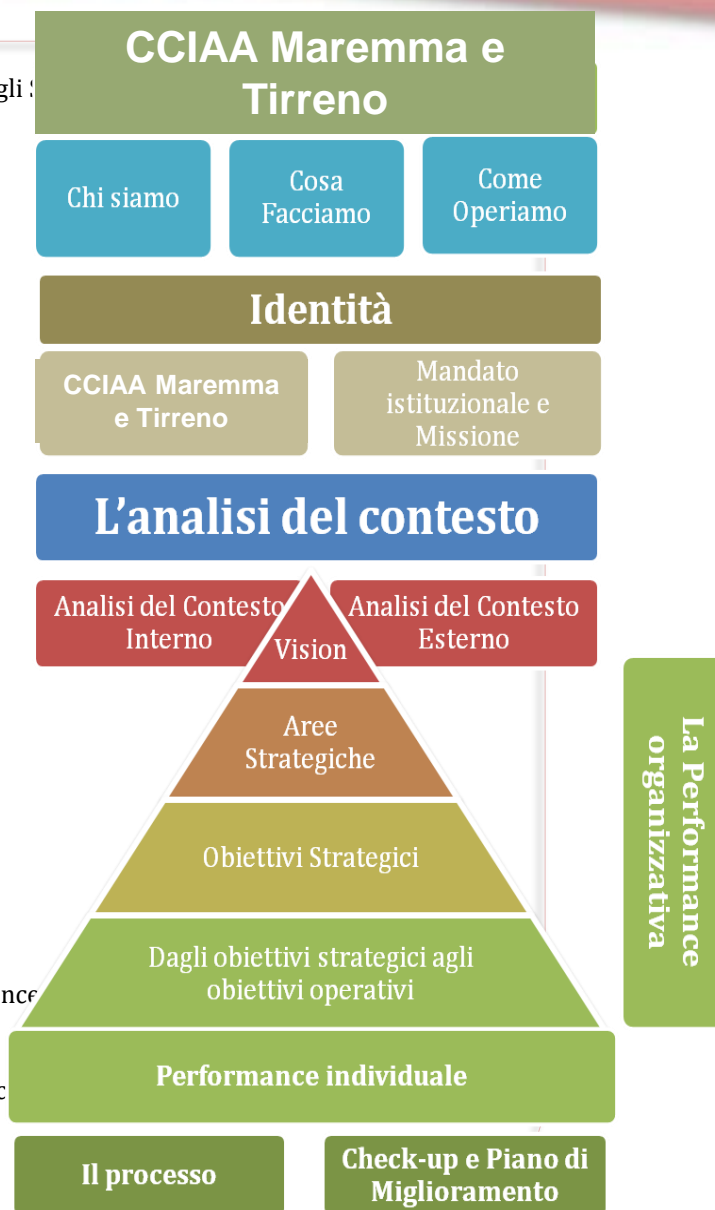 CCIAA Maremma e
Tirreno
Chi siamo
Cosa
Facciamo
Come
Operiamo
Identità
CCIAA Maremma
e Tirreno
Mandato
istituzionale e
Missione
L’analisi del contesto
Analisi del Contesto
Interno
Analisi del Contesto
Esterno
Vision
Aree
Strategiche
Obiettivi Strategici
Dagli obiettivi strategici agli
obiettivi operativi
La Performance
organizzativa
Performance individuale
Il processo
Check-up e Piano di
Miglioramento